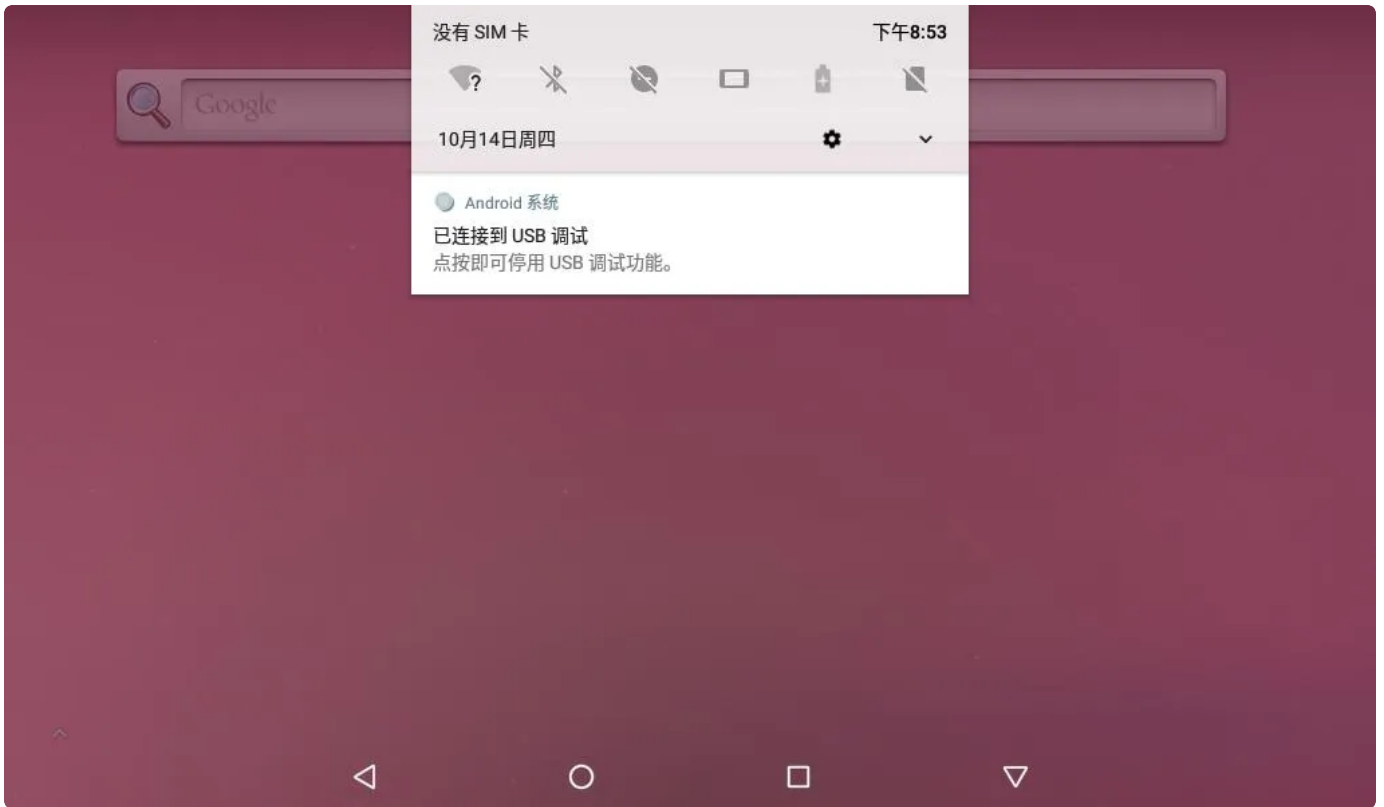 没有 SIM 卡
下午8:53
Google
10月14日周四
Android 系统
已连接到 USB 调试
点按即可停用 USB 调试功能。